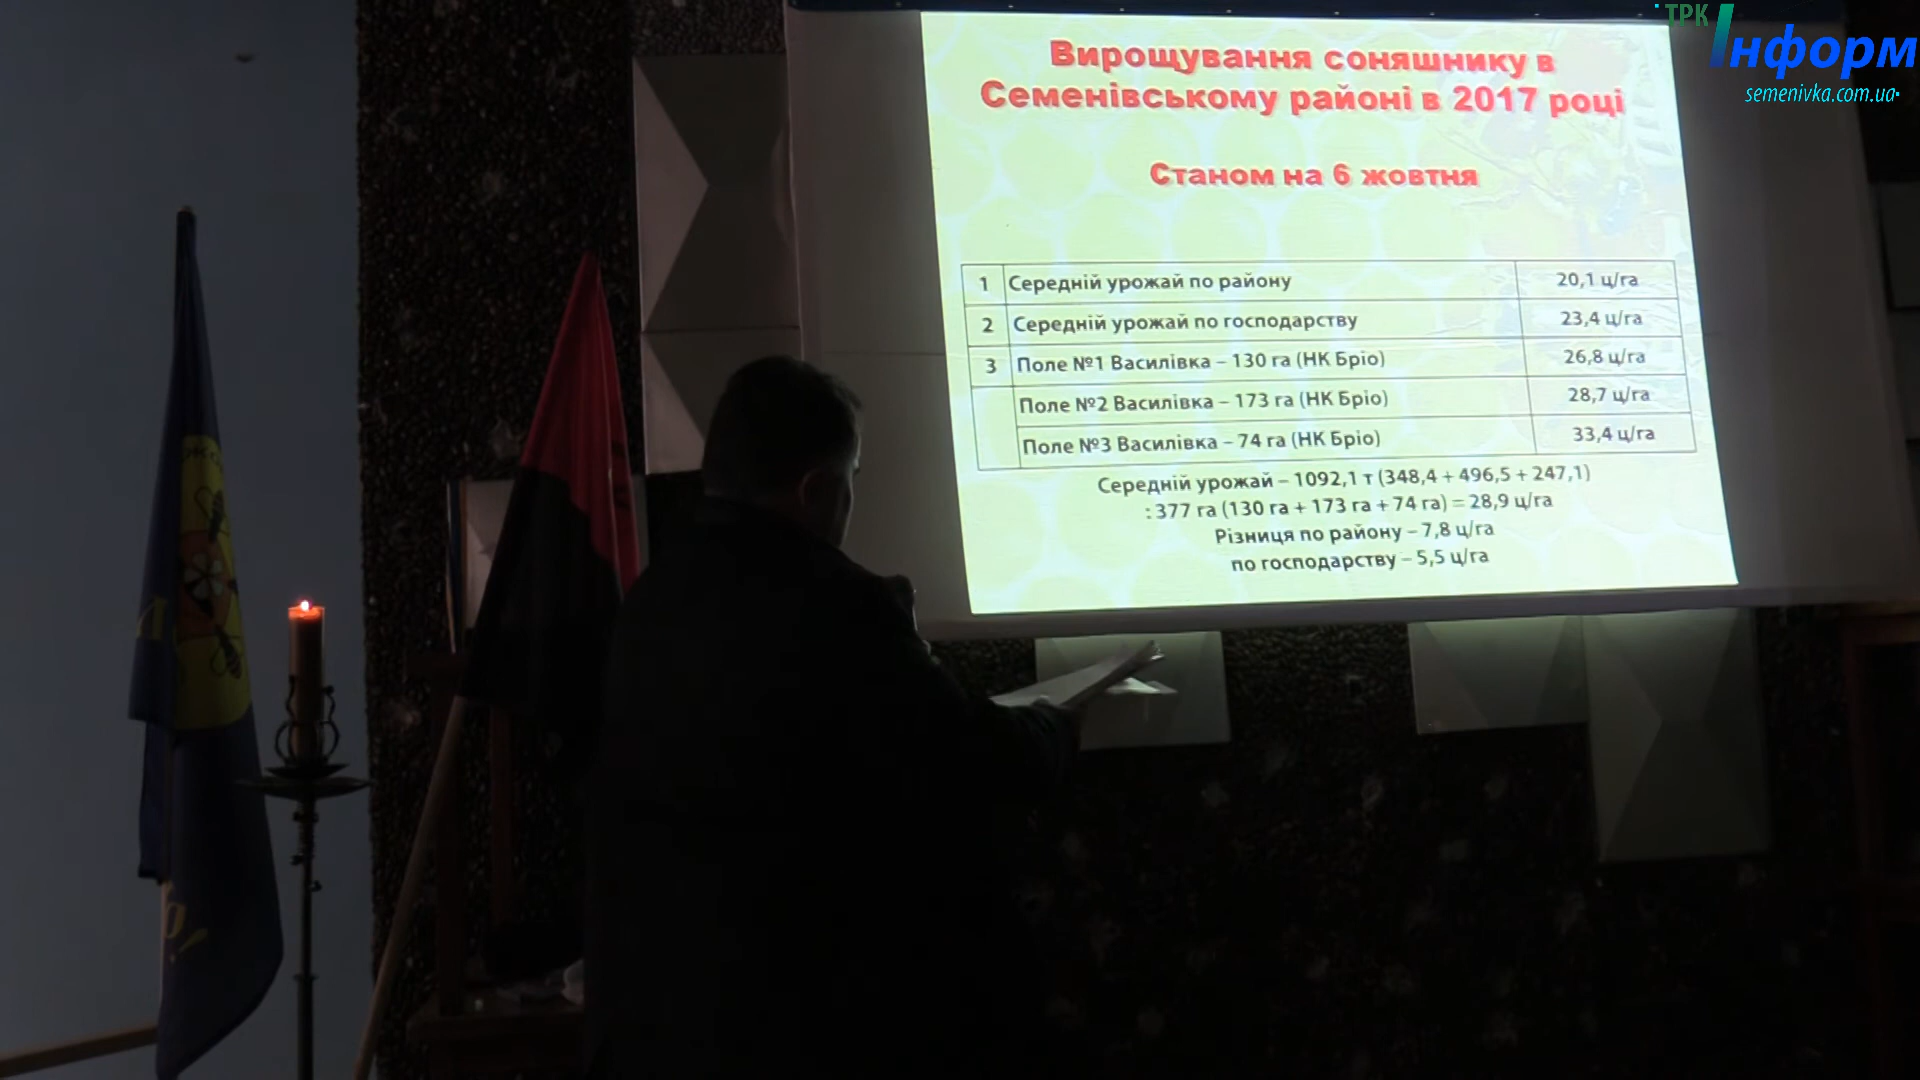 ТРК
Інформ
semenivka.com.ua
Вирощування соняшнику в
Семенівському районі в 2017 році
Станом на 6 жовтня
1 Середній урожай по району 20,1 ц/га
2 Середній урожай по господарству 23,4 ц/га
3 Поле №1 Василівка – 130 га (НК Бріо) 26,8 ц/га
Поле №2 Василівка – 173 га (НК Бріо) 28,7 ц/га
Поле №3 Василівка – 74 га (НК Бріо) 33,4 ц/га
Середній урожай – 1092,1 т (348,4 + 496,5 + 247,1)
: 377 га (130 га + 173 га + 74 га) = 28,9 ц/га
Різниця по району – 7,8 ц/га
по господарству – 5,5 ц/га